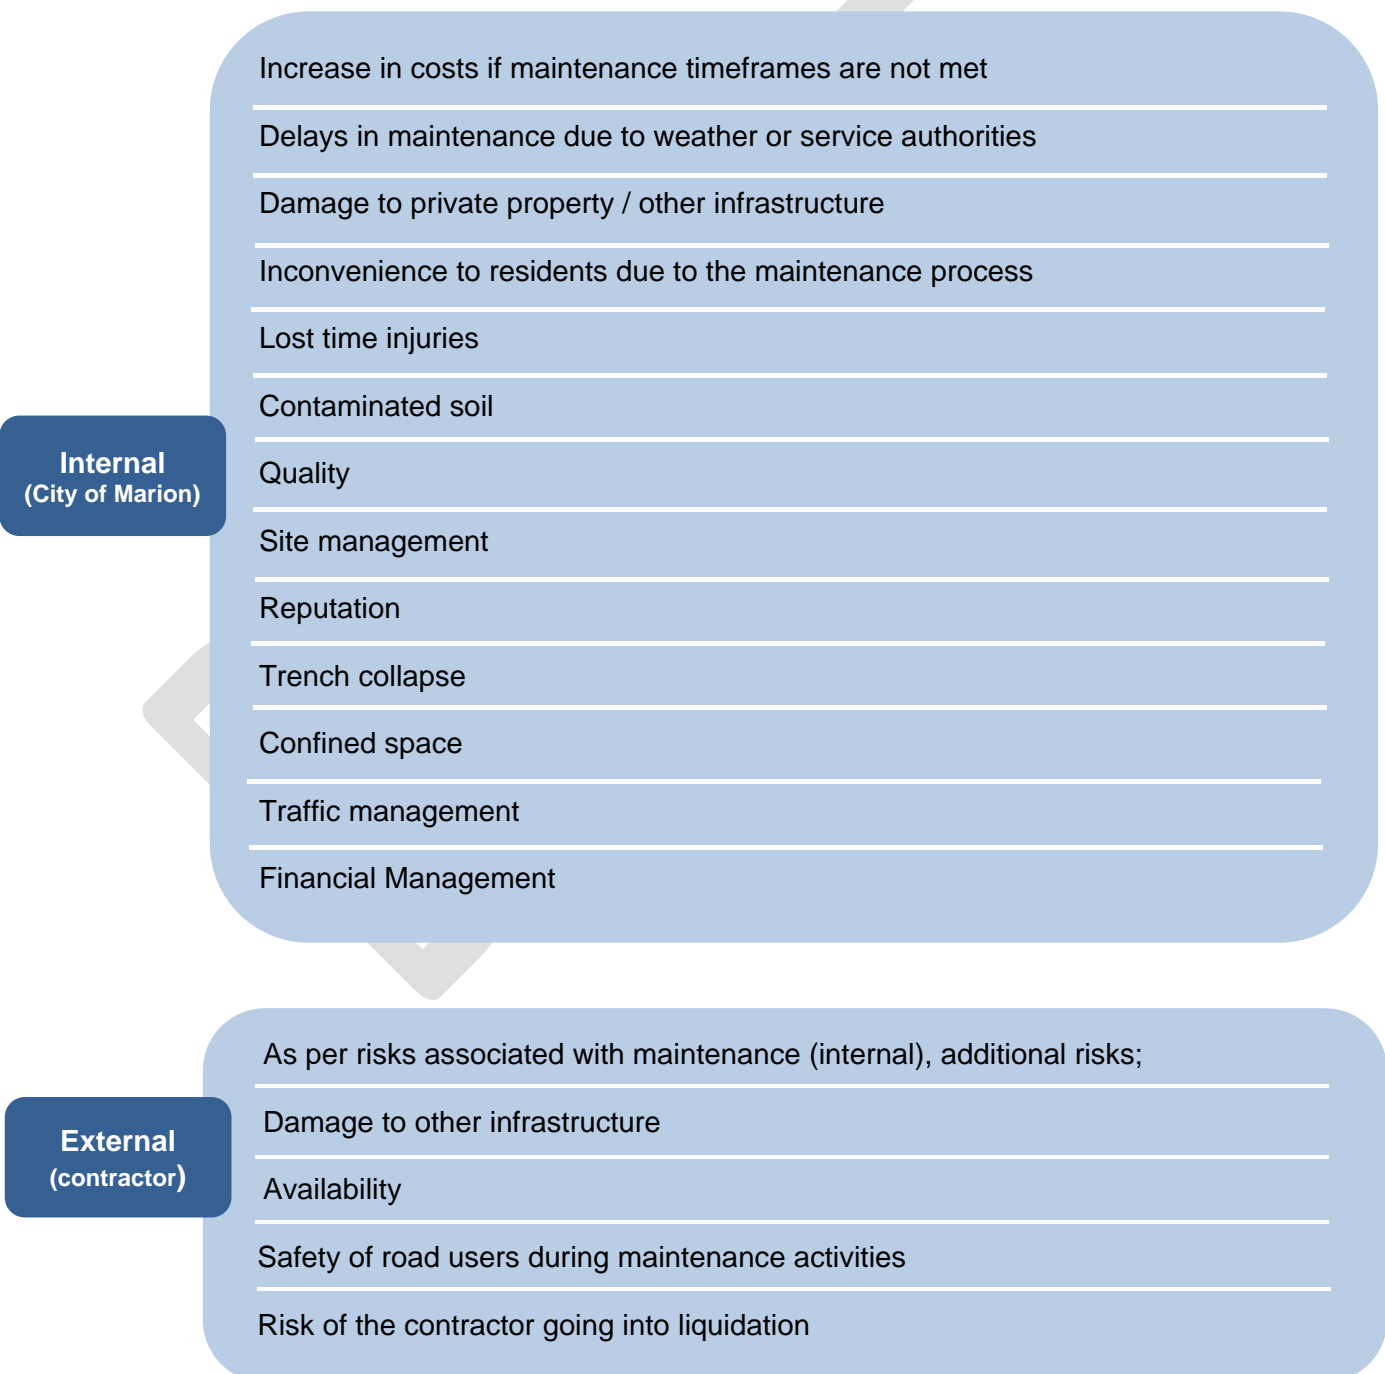 Increase in costs if maintenance timeframes are not met
Delays in maintenance due to weather or service authorities
Damage to private property / other infrastructure
Inconvenience to residents due to the maintenance process
Lost time injuries
Contaminated soil
Internal
(City of Marion)
Quality
Site management
Reputation
Trench collapse
Confined space
Traffic management
Financial Management
As per risks associated with maintenance (internal), additional risks;
Damage to other infrastructure
External
(contractor)
Availability
Safety of road users during maintenance activities
Risk of the contractor going into liquidation